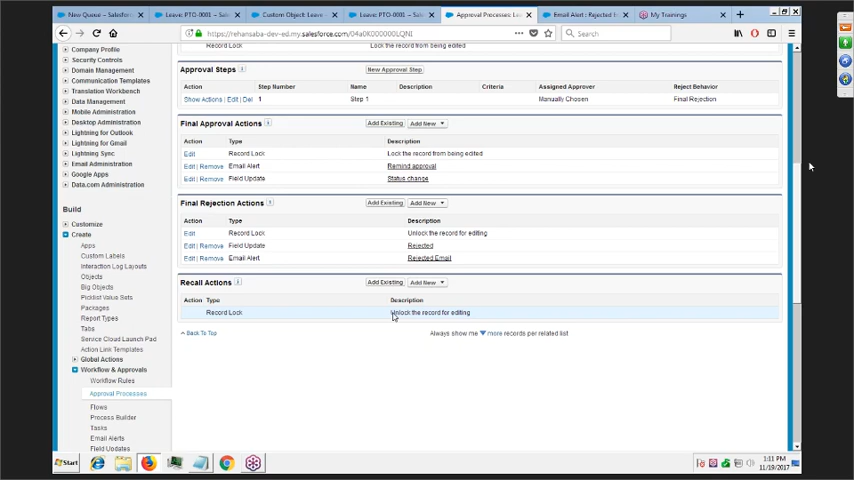 New Queue ~ Salesfor
Leave: PTO-0001 ~ Sale
Custom Object: Leave ~
Leave: PTO-0001 ~ Sale
Approval Processes: Le
Email Alert : Rejected E
My Trainings
https://rehansaba-dev-ed.my.salesforce.com/04a0K000000LQNI
Search
Company Profile
Security Controls
Domain Management
Communication Templates
Translation Workbench
Data Management
Mobile Administration
Desktop Administration
Lightning for Outlook
Lightning for Gmail
Lightning Sync
Email Administration
Google Apps
Data.com Administration
Build
Customize
Create
Apps
Custom Labels
Interaction Log Layouts
Objects
Big Objects
Picklist Value Sets
Packages
Report Types
Tabs
Service Cloud Launch Pad
Action Link Templates
Global Actions
Workflow & Approvals
Workflow Rules
Approval Processes
Flows
Process Builder
Tasks
Email Alerts
Field Updates
Record Lock Lock the record from being edited
Approval Steps New Approval Step
Action Step Number Name Description Criteria Assigned Approver Reject Behavior
Show Actions | Edit | Del 1 Step 1 Manually Chosen Final Rejection
Final Approval Actions Add Existing Add New
Action Type Description
Edit Record Lock Lock the record from being edited
Edit | Remove Email Alert Remind approval
Edit | Remove Field Update Status change
Final Rejection Actions Add Existing Add New
Action Type Description
Edit Record Lock Unlock the record for editing
Edit | Remove Field Update Rejected
Edit | Remove Email Alert Rejected Email
Recall Actions Add Existing Add New
Action Type Description
Record Lock Unlock the record for editing
Back To Top Always show me more records per related list
Start
1:11 PM
11/19/2017